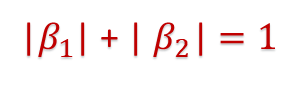 |β₁| + | β₂| = 1